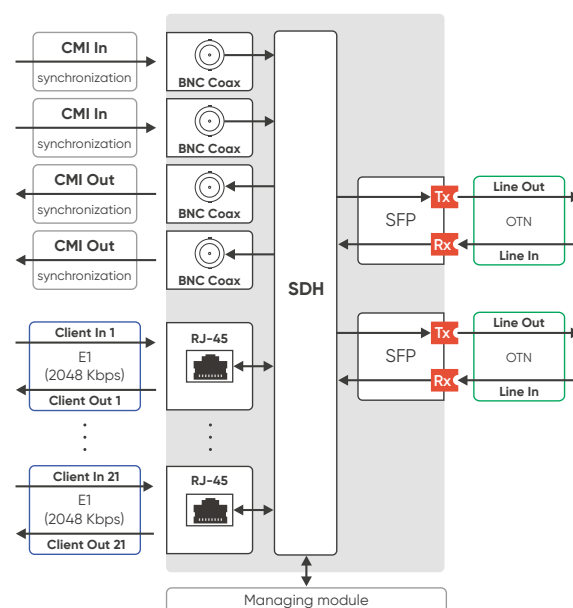 CMI In
synchronization
BNC Coax
CMI In
synchronization
BNC Coax
CMI Out
synchronization
BNC Coax
CMI Out
synchronization
BNC Coax
SDH
Client In 1
E1
(2048 Kbps)
Client Out 1
RJ-45
Client In 21
E1
(2048 Kbps)
Client Out 21
RJ-45
SFP
Tx
Rx
Line Out
OTN
Line In
SFP
Tx
Rx
Line Out
OTN
Line In
Managing module